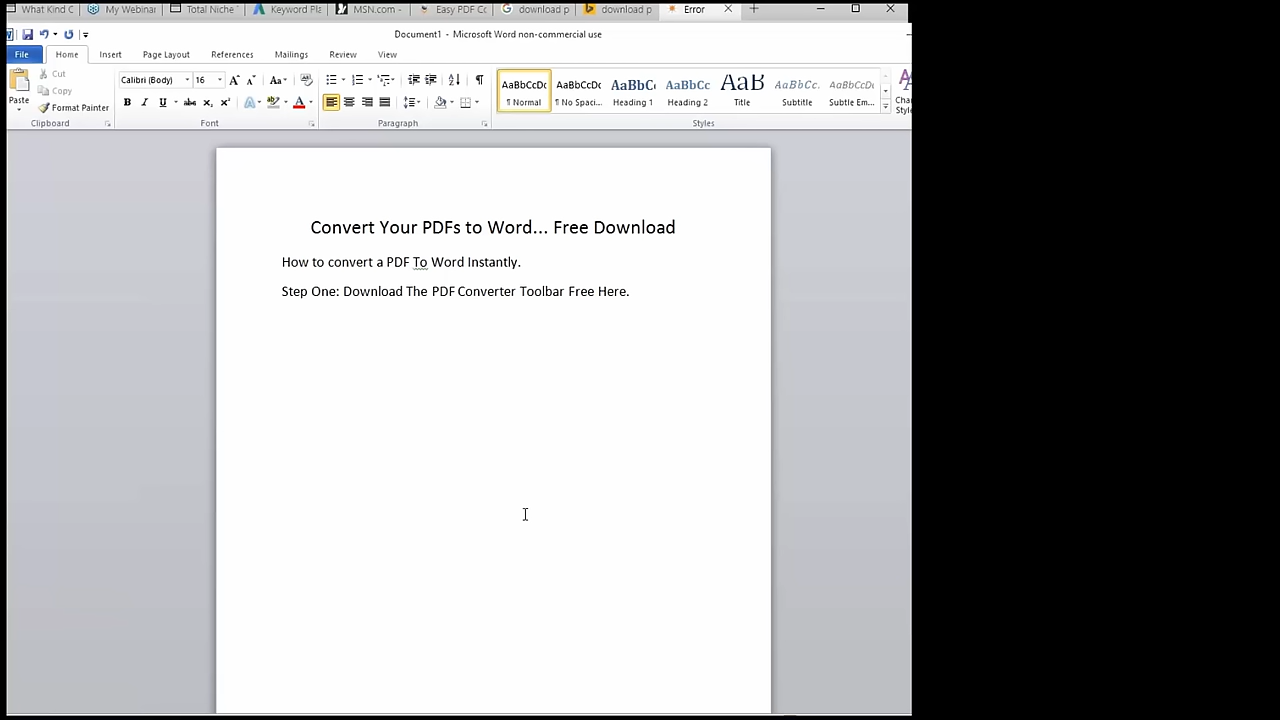 What Kind C My Webinar Total Niche Keyword Pla MSN.com - Easy PDF Co download p download p Error
Document1 - Microsoft Word non-commercial use
File Home Insert Page Layout References Mailings Review View
Paste
Cut
Copy
Format Painter
Calibri (Body) 16
AaBbCcDc AaBbCcDc AaBbCc AaBbCc AaB AaBbCc. AaBbCcDc
¶ Normal ¶ No Spaci... Heading 1 Heading 2 Title Subtitle Subtle Em...
Clipboard Font Paragraph Styles
Convert Your PDFs to Word... Free Download
How to convert a PDF To Word Instantly.
Step One: Download The PDF Converter Toolbar Free Here.